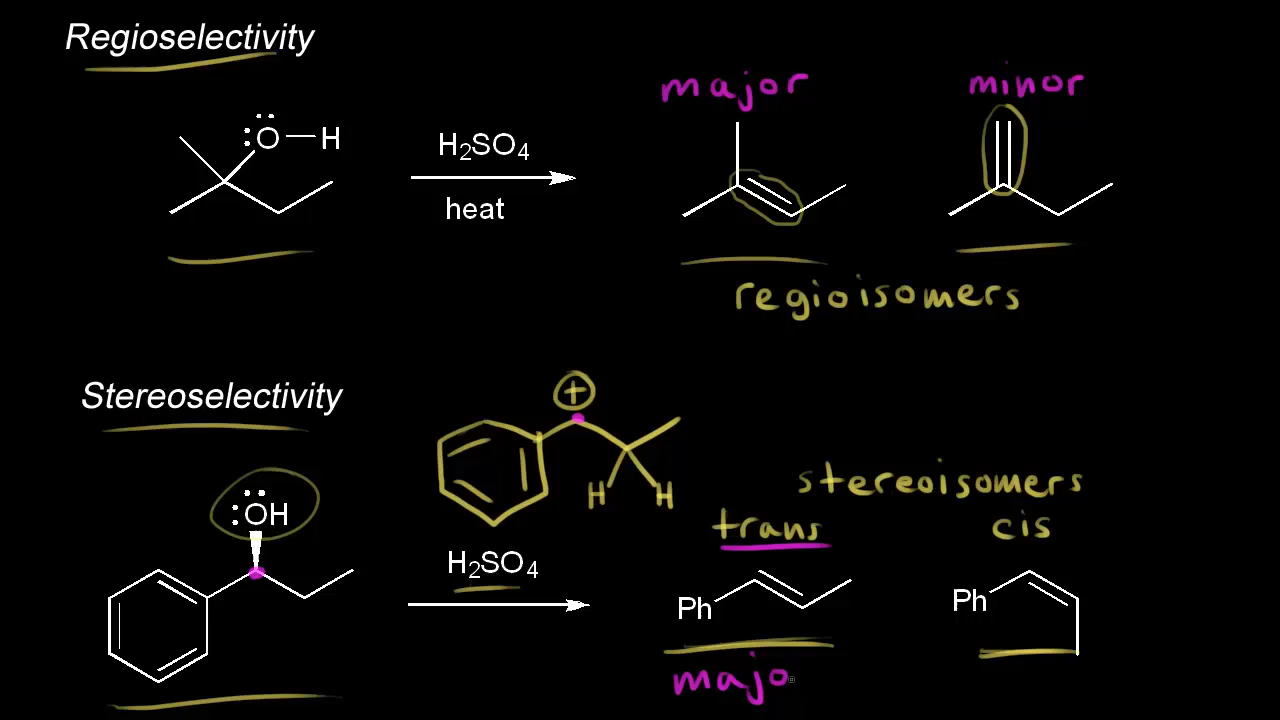 Regioselectivity
major
minor
:O—H
H₂SO₄
heat
regioisomers
Stereoselectivity
+
H H
stereoisomers
trans
cis
:OH
H₂SO₄
Ph
Ph
majo